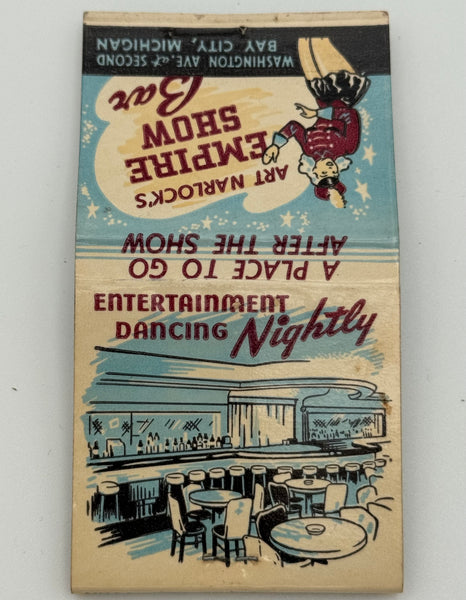 ART NARLOCK'S
EMPIRE
SHOW
Bar
WASHINGTON AVE. at SECOND
BAY CITY, MICHIGAN
A PLACE TO GO
AFTER THE SHOW
ENTERTAINMENT
DANCING Nightly